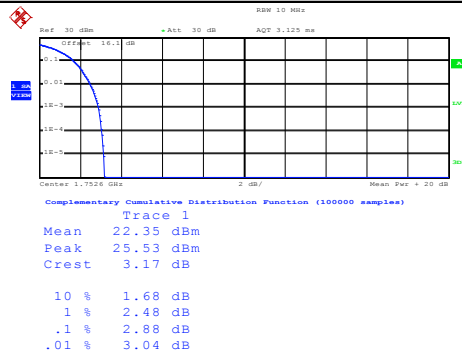 RBW 10 MHz
Ref 30 dBm Att 30 dB AQT 3.125 ms
Offset 16.1 dB
0.1
A
1 SA
VIEW
0.01
1E-3
LV
1E-4
1E-5
3D
Center 1.7526 GHz 2 dB/ Mean Pwr + 20 dB
Complementary Cumulative Distribution Function (100000 samples)
Trace 1
Mean 22.35 dBm
Peak 25.53 dBm
Crest 3.17 dB
10 % 1.68 dB
1 % 2.48 dB
.1 % 2.88 dB
.01 % 3.04 dB